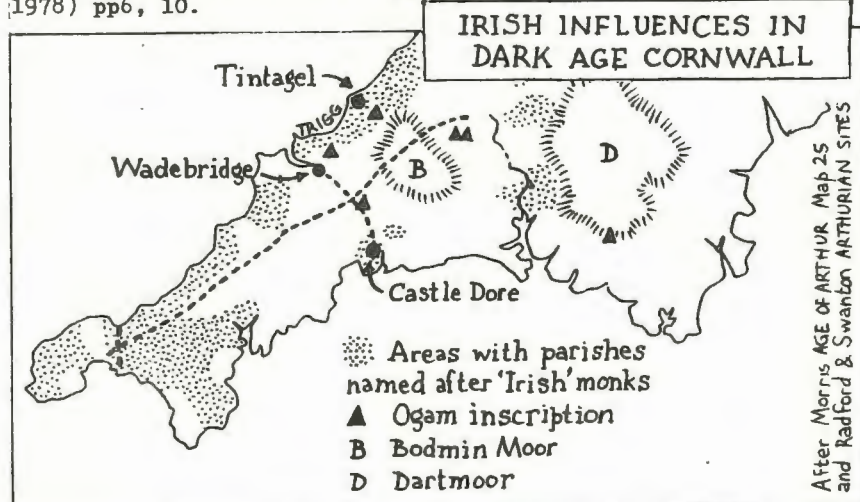 1978) pp6, 10.
IRISH INFLUENCES IN
DARK AGE CORNWALL
Tintagel
TRIGG
Wadebridge
B
D
Castle Dore
Areas with parishes
named after 'Irish' monks
▲ Ogam inscription
B Bodmin Moor
D Dartmoor
After Morris AGE OF ARTHUR Map 25
and Radford & Swanton ARTHURIAN SITES